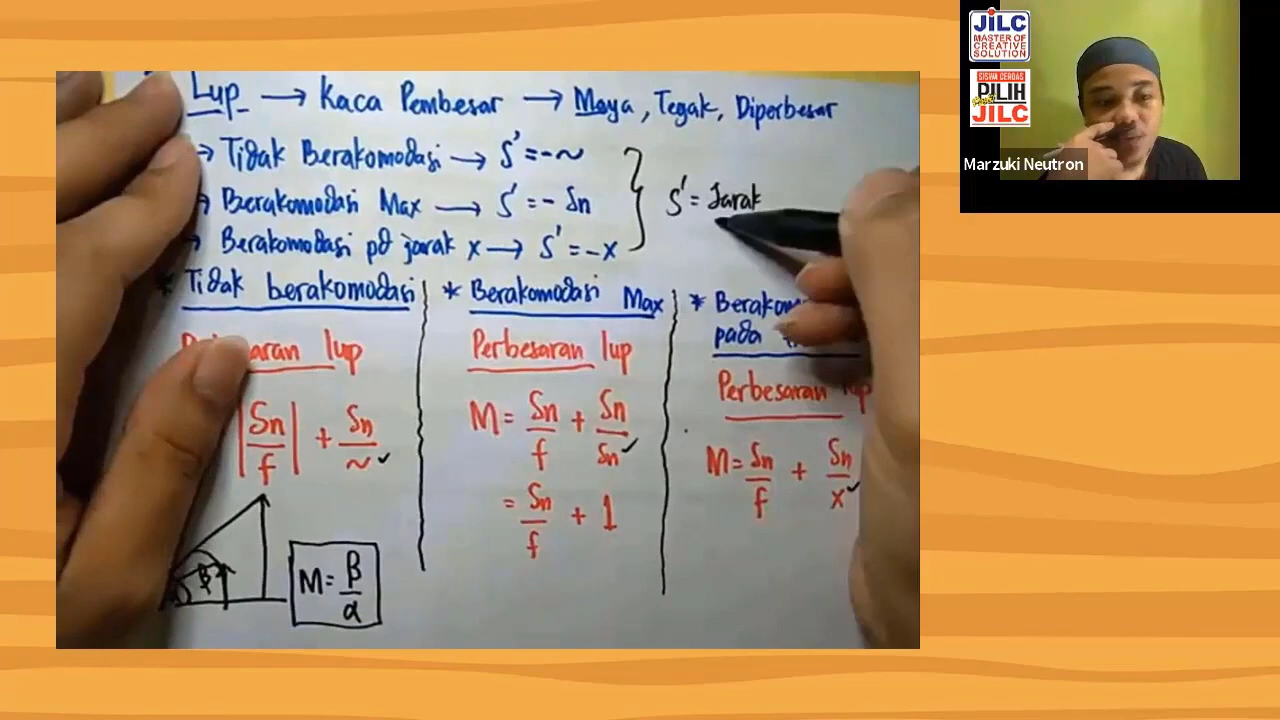 Lup → Kaca Pembesar → Maya, Tegak, Diperbesar
→ Tidak Berakomodasi → S' = -~
→ Berakomodasi Max → S' = - Sn
→ Berakomodasi pd jarak x → S' = -x
S' = Jarak
* Tidak berakomodasi
Lup
|Sn/f| + Sn/~ ✓
M = β/α
β
* Berakomodasi Max
Perbesaran lup
M = Sn/f + Sn/Sn ✓
= Sn/f + 1
* 
pada
Perbesaran lup
M = Sn/f + Sn/x ✓
JILC
MASTER OF
CREATIVE
SOLUTION
SISWA CERDAS
PILIH
JILC
Marzuki Neutron